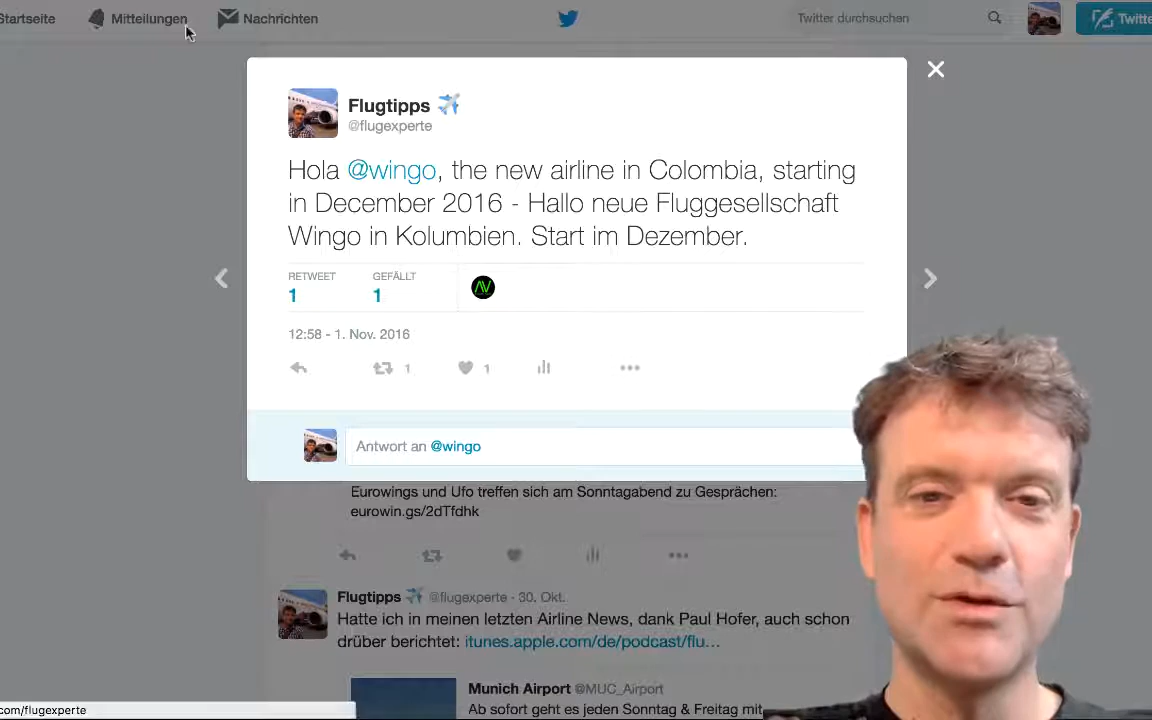 Startseite Mitteilungen Nachrichten Twitter durchsuchen Twitte
Flugtipps
@flugexperte
Hola @wingo, the new airline in Colombia, starting
in December 2016 - Hallo neue Fluggesellschaft
Wingo in Kolumbien. Start im Dezember.
RETWEET GEFÄLLT
1 1
12:58 - 1. Nov. 2016
1 1
Antwort an @wingo
Eurowings und Ufo treffen sich am Sonntagabend zu Gesprächen:
eurowin.gs/2dTfdhk
Flugtipps @flugexperte - 30. Okt.
Hatte ich in meinen letzten Airline News, dank Paul Hofer, auch schon
drüber berichtet: itunes.apple.com/de/podcast/flu…
Munich Airport @MUC_Airport
Ab sofort geht es jeden Sonntag & Freitag mit
com/flugexperte